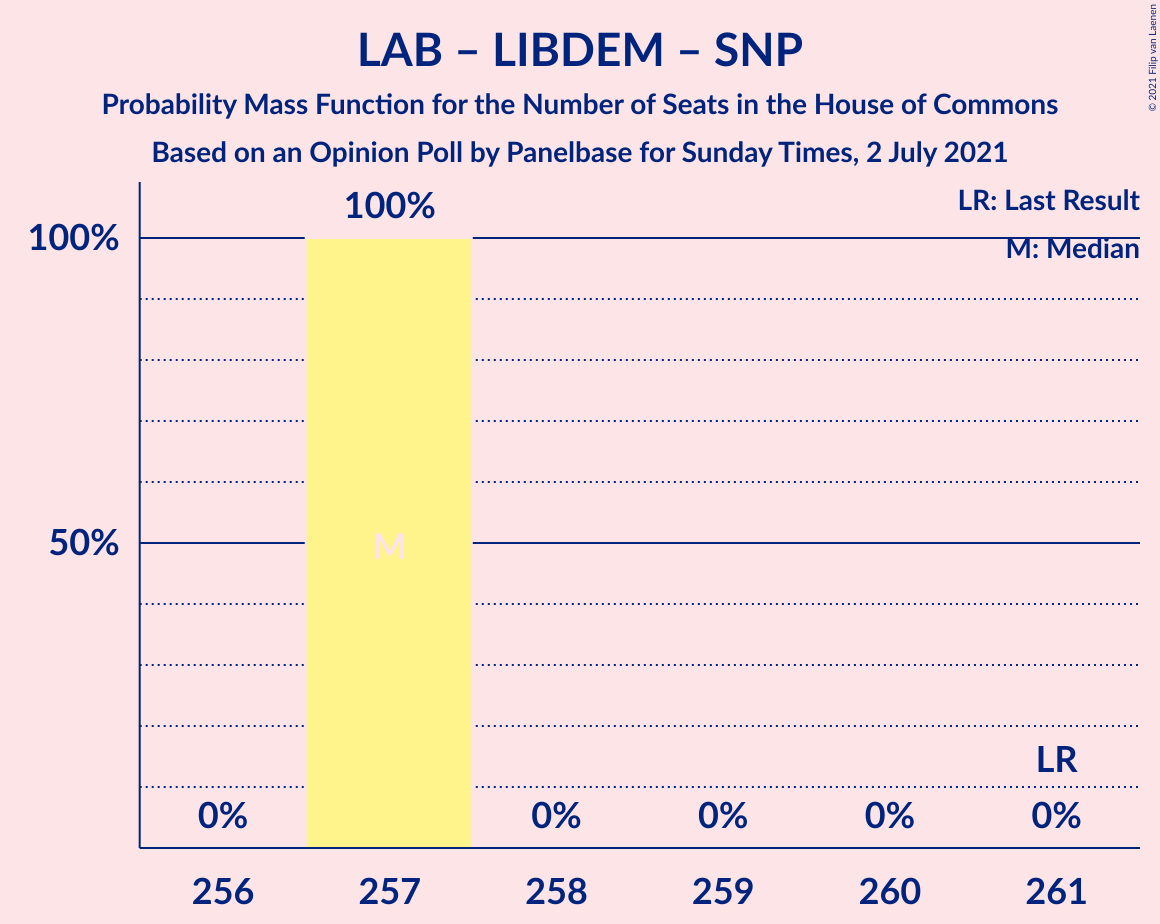 LAB – LIBDEM – SNP
Probability Mass Function for the Number of Seats in the House of Commons
Based on an Opinion Poll by Panelbase for Sunday Times, 2 July 2021
© 2021 Filip van Laenen
LR: Last Result
M: Median
100%
100%
50%
M
LR
0%
0%
0%
0%
0%
256
257
258
259
260
261